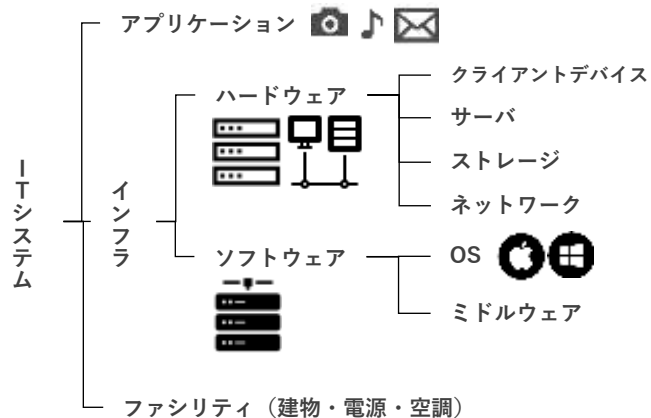 アプリケーション
ハードウェア
クライアントデバイス
サーバ
ストレージ
ネットワーク
ITシステム
インフラ
ソフトウェア
OS
ミドルウェア
ファシリティ（建物・電源・空調）